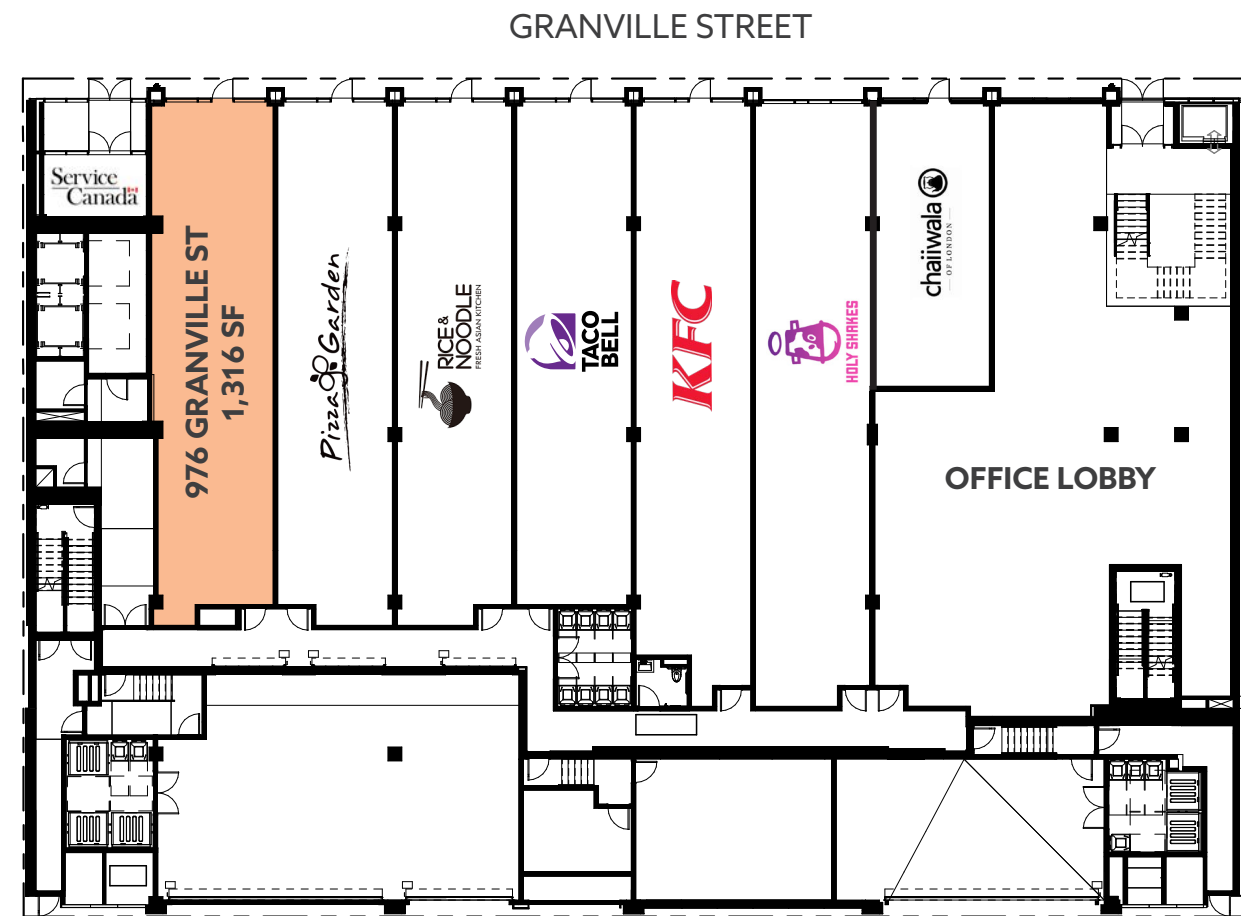 GRANVILLE STREET
Service
Canada
976 GRANVILLE ST
1,316 SF
Pizza Garden
RICE &
NOODLE
FRESH ASIAN KITCHEN
TACO
BELL
KFC
HOLY SHAKES
chaiiwala
OF LONDON
OFFICE LOBBY